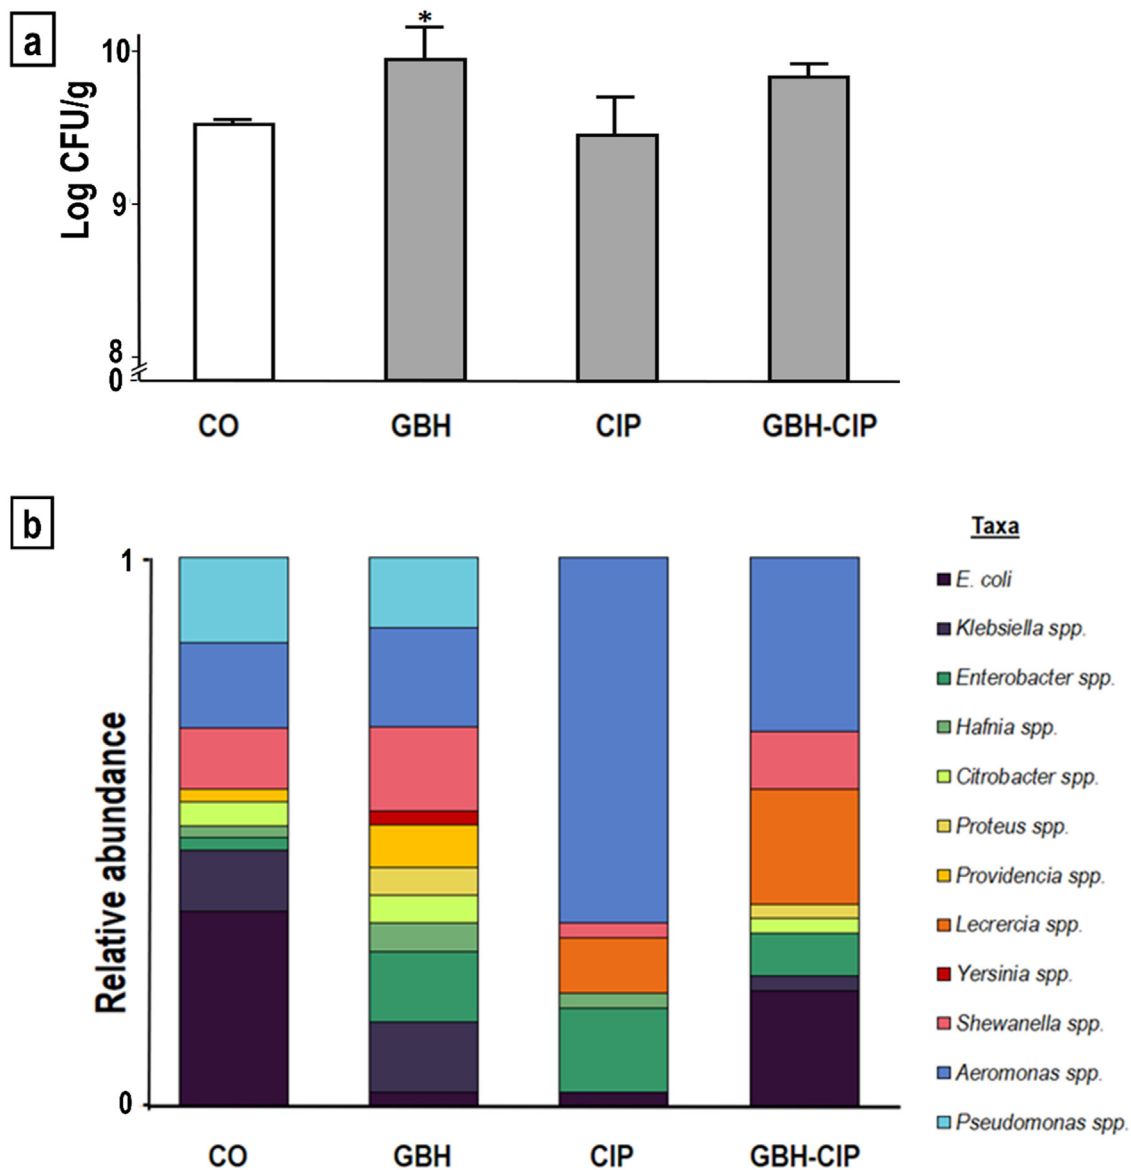 a
*
10
Log CFU/g
9
8
0
CO GBH CIP GBH-CIP
b
Taxa
1
E. coli
Klebsiella spp.
Enterobacter spp.
Hafnia spp.
Citrobacter spp.
Proteus spp.
Providencia spp.
Lecrercia spp.
Yersinia spp.
Shewanella spp.
Aeromonas spp.
Pseudomonas spp.
Relative abundance
0
CO GBH CIP GBH-CIP